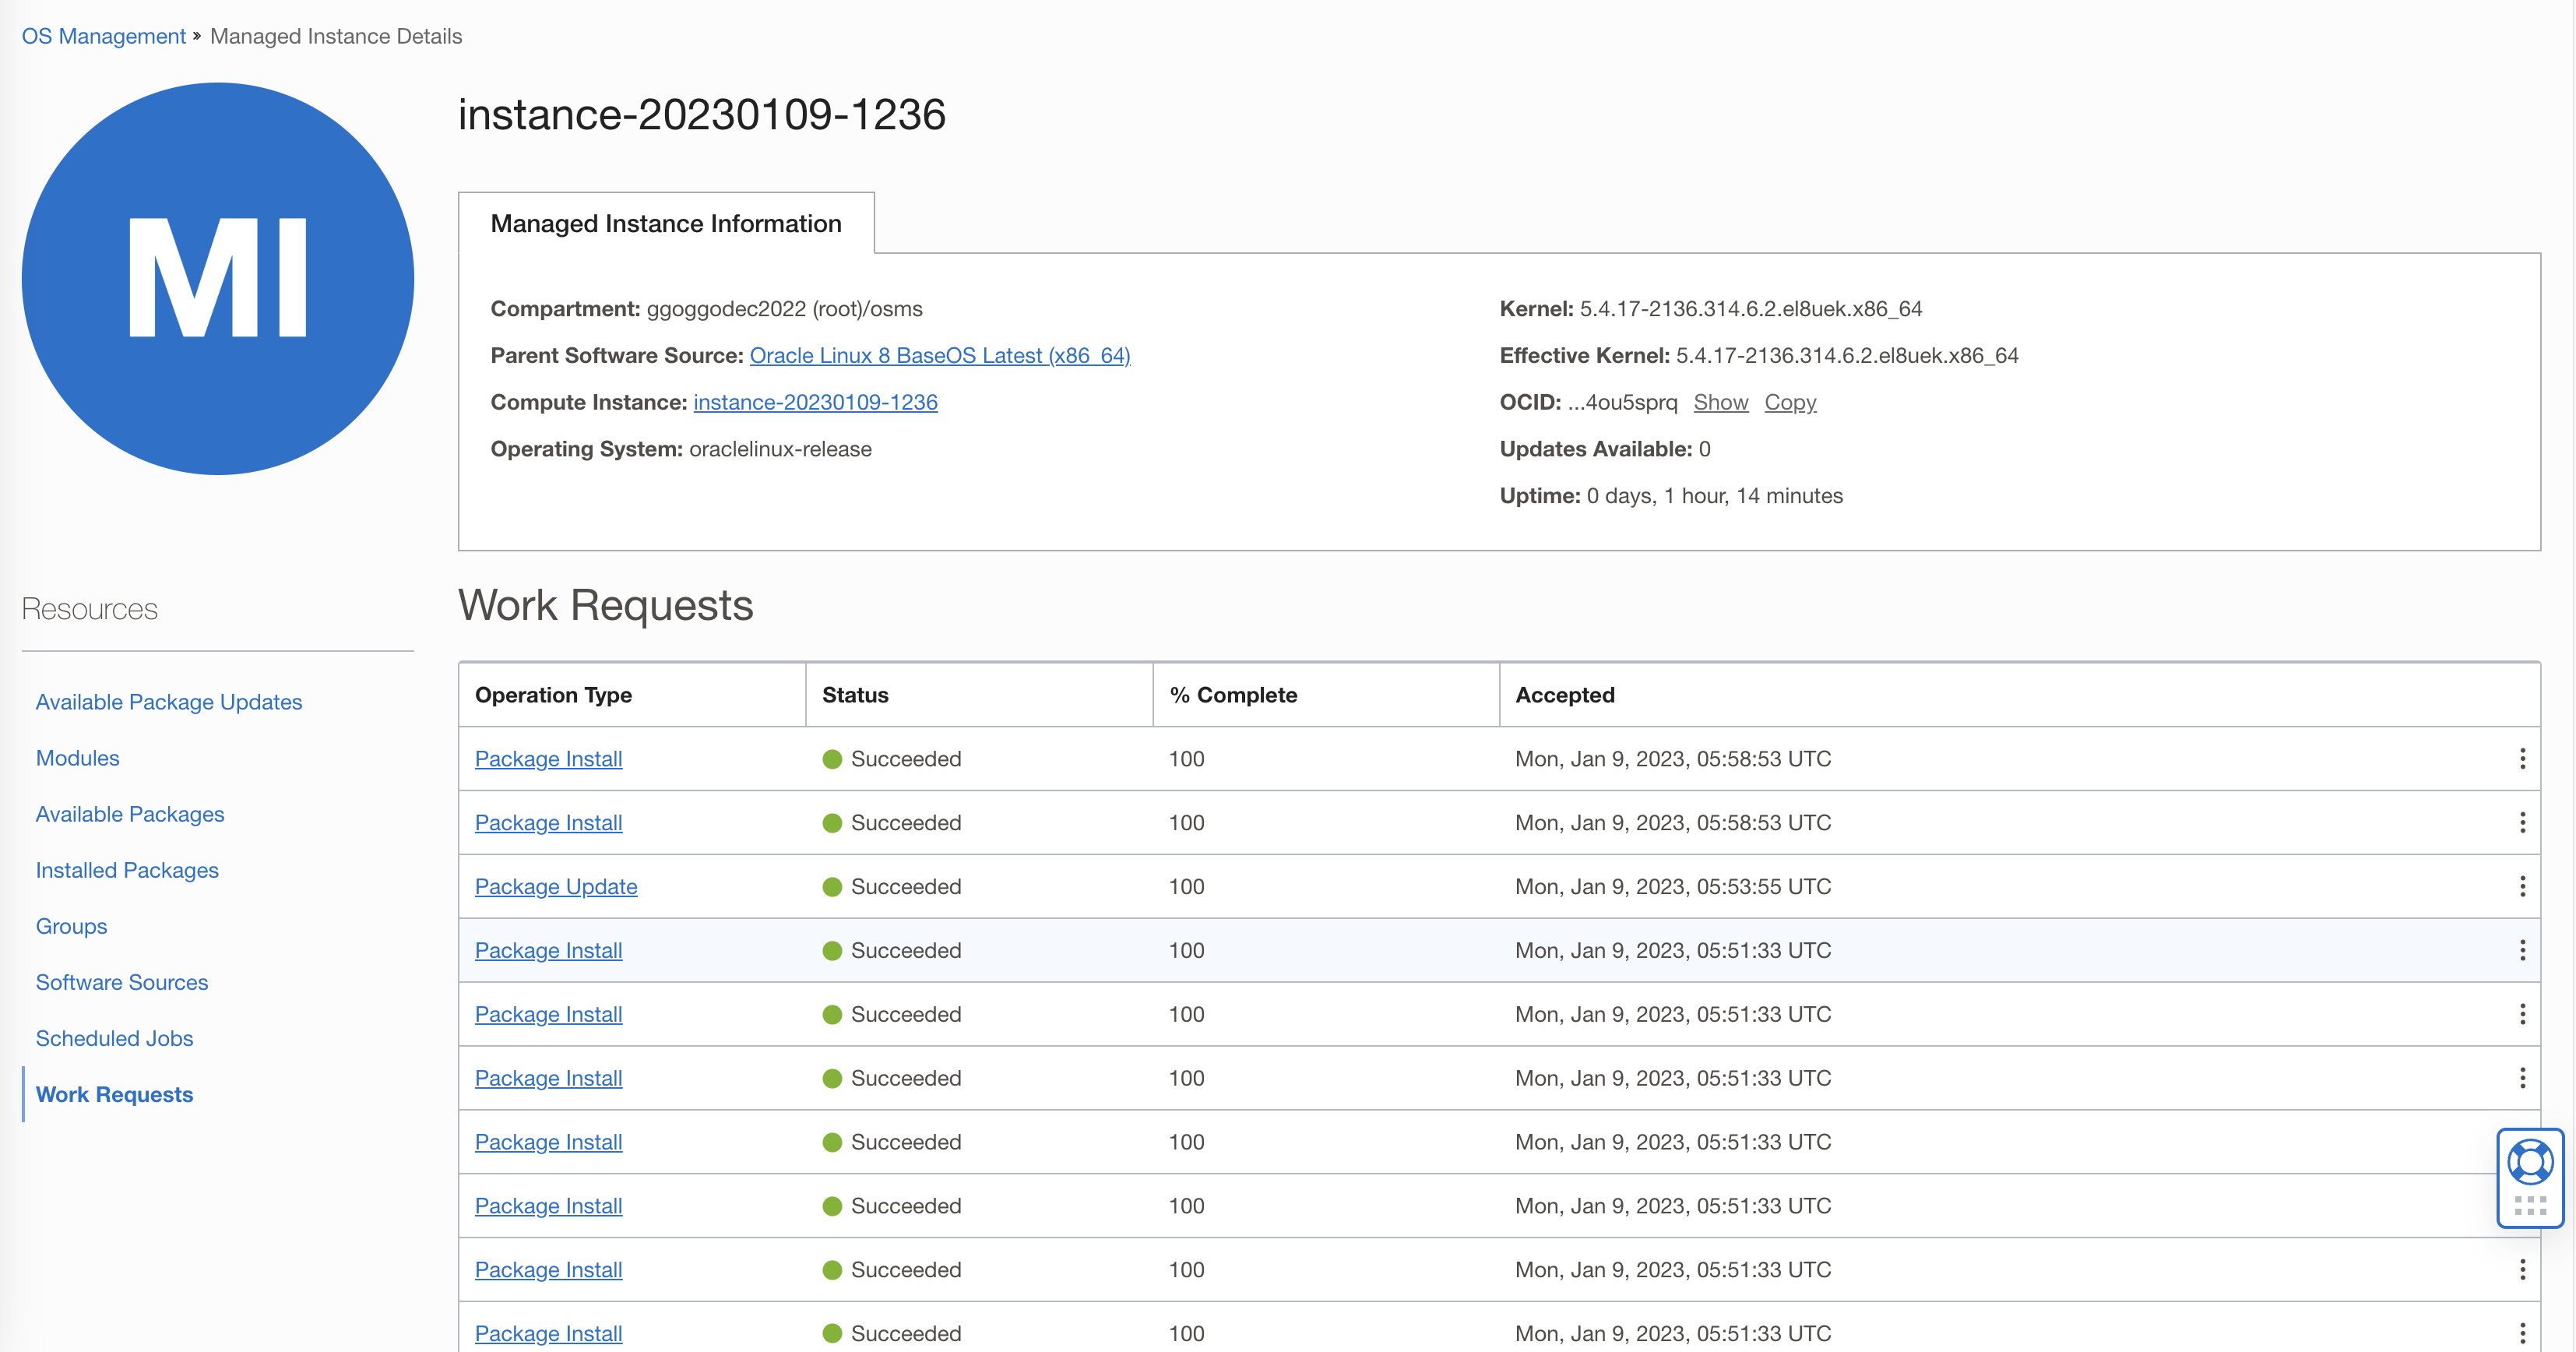 OS Management » Managed Instance Details
MI
instance-20230109-1236
Managed Instance Information
Compartment: ggoggodec2022 (root)/osms
Parent Software Source: Oracle Linux 8 BaseOS Latest (x86_64)
Compute Instance: instance-20230109-1236
Operating System: oraclelinux-release
Kernel: 5.4.17-2136.314.6.2.el8uek.x86_64
Effective Kernel: 5.4.17-2136.314.6.2.el8uek.x86_64
OCID: ...4ou5sprq Show Copy
Updates Available: 0
Uptime: 0 days, 1 hour, 14 minutes
Resources
Available Package Updates
Modules
Available Packages
Installed Packages
Groups
Software Sources
Scheduled Jobs
Work Requests
Work Requests
Operation Type Status % Complete Accepted
Package Install Succeeded 100 Mon, Jan 9, 2023, 05:58:53 UTC
Package Install Succeeded 100 Mon, Jan 9, 2023, 05:58:53 UTC
Package Update Succeeded 100 Mon, Jan 9, 2023, 05:53:55 UTC
Package Install Succeeded 100 Mon, Jan 9, 2023, 05:51:33 UTC
Package Install Succeeded 100 Mon, Jan 9, 2023, 05:51:33 UTC
Package Install Succeeded 100 Mon, Jan 9, 2023, 05:51:33 UTC
Package Install Succeeded 100 Mon, Jan 9, 2023, 05:51:33 UTC
Package Install Succeeded 100 Mon, Jan 9, 2023, 05:51:33 UTC
Package Install Succeeded 100 Mon, Jan 9, 2023, 05:51:33 UTC
Package Install Succeeded 100 Mon, Jan 9, 2023, 05:51:33 UTC